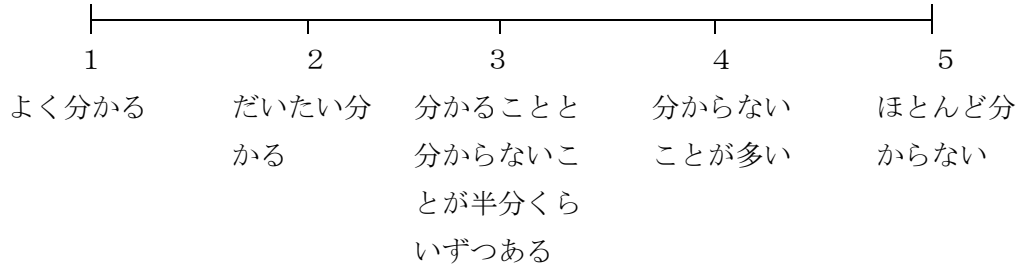 １ ２ ３ ４ ５
よく分かる
だいたい分
かる
分かることと
分からないこ
とが半分くら
いずつある
分からない
ことが多い
ほとんど分
からない